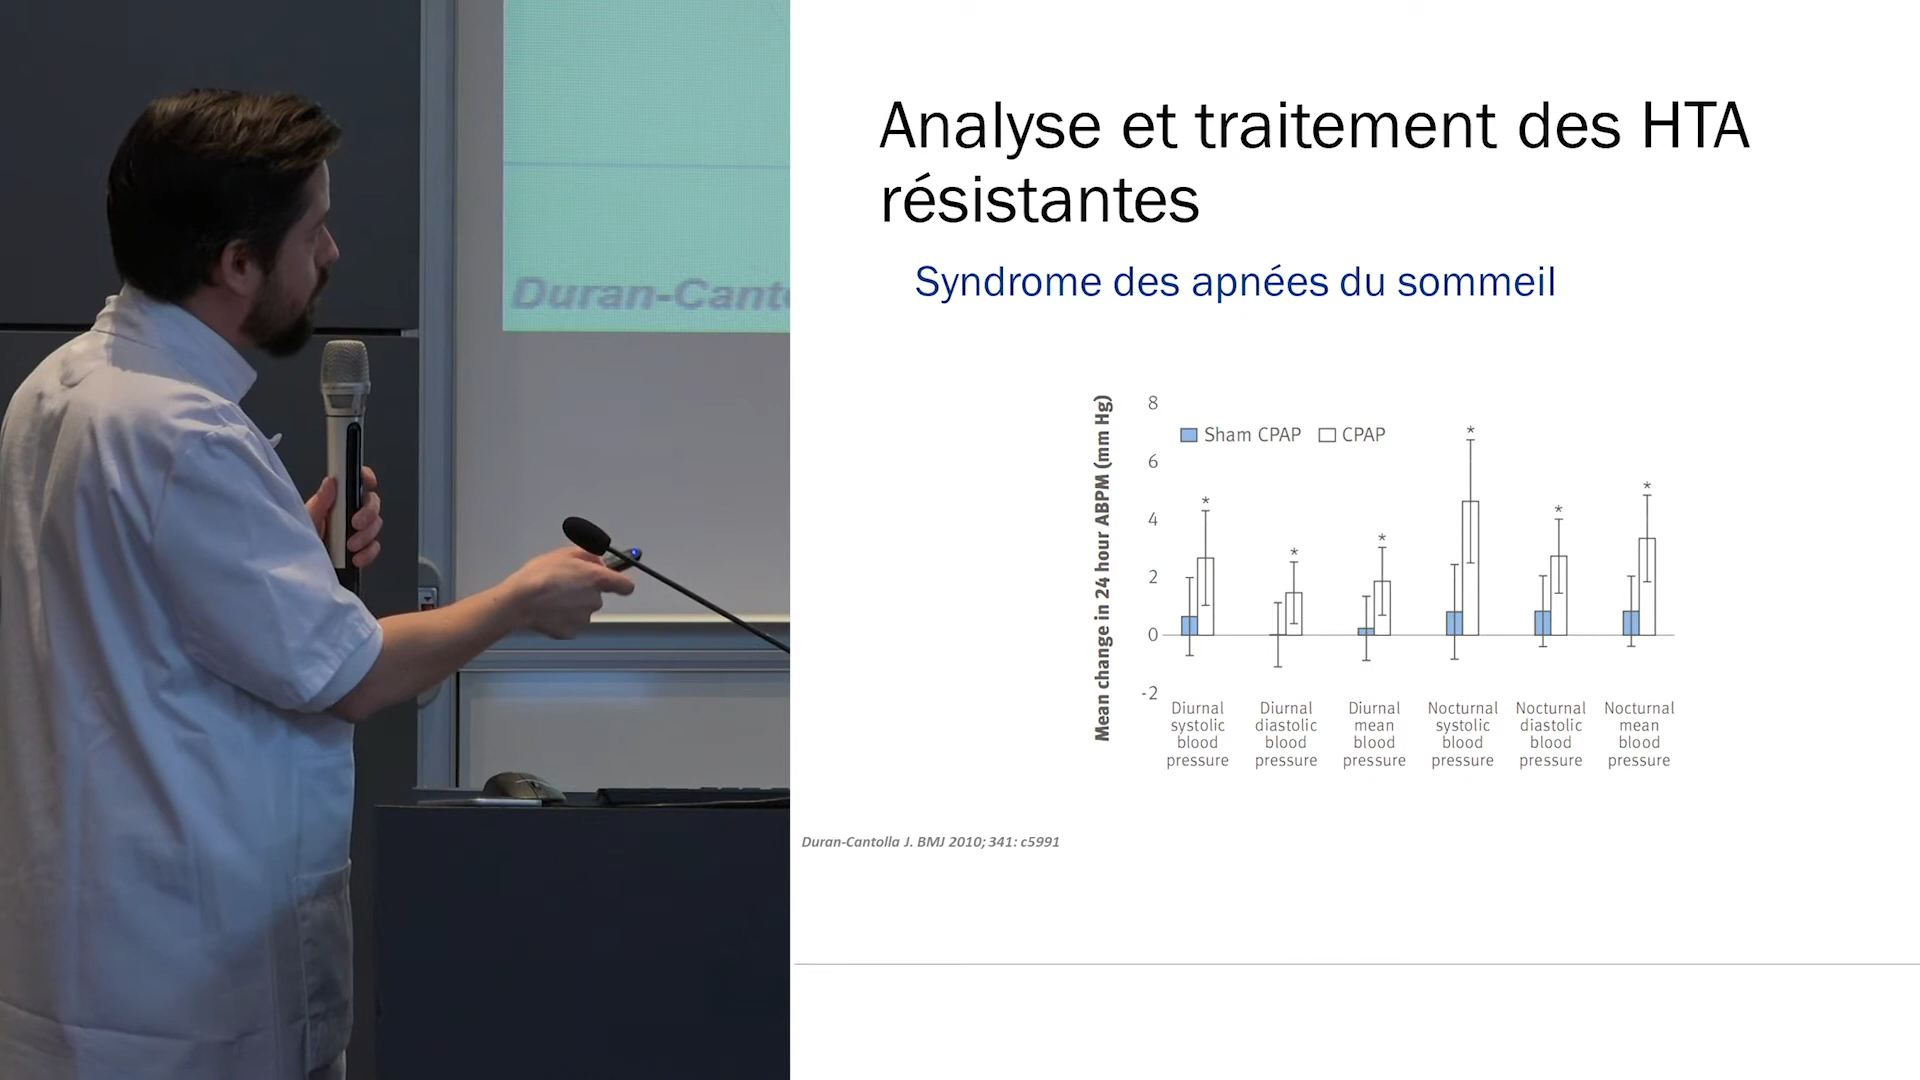 Duran-Canto
Analyse et traitement des HTA
résistantes
Syndrome des apnées du sommeil
Mean change in 24 hour ABPM (mm Hg)
8
6
4
2
0
-2
Sham CPAP
CPAP
*
*
*
*
*
*
Diurnal
systolic
blood
pressure
Diurnal
diastolic
blood
pressure
Diurnal
mean
blood
pressure
Nocturnal
systolic
blood
pressure
Nocturnal
diastolic
blood
pressure
Nocturnal
mean
blood
pressure
Duran-Cantolla J. BMJ 2010; 341: c5991